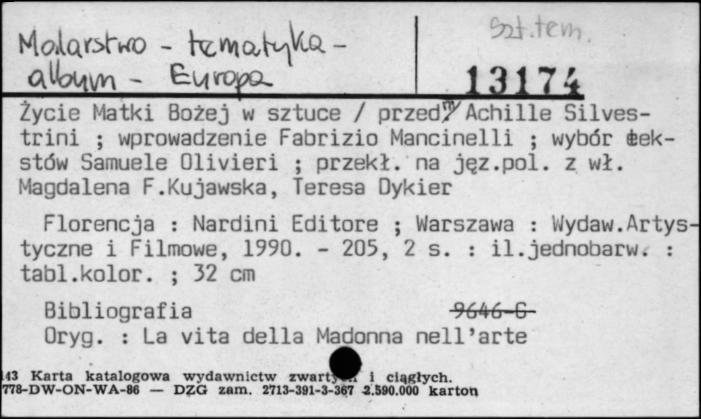 Malarstwo - tematyka -
album - Europa
Szt.tem.
13174
Życie Matki Bożej w sztuce / przedm. Achille Silves-
trini ; wprowadzenie Fabrizio Mancinelli ; wybór tek-
stów Samuele Olivieri ; przekł. na jęz.pol. z wł.
Magdalena F.Kujawska, Teresa Dykier
Florencja : Nardini Editore ; Warszawa : Wydaw.Artys-
tyczne i Filmowe, 1990. - 205, 2 s. : il.jednobarw. :
tabl.kolor. ; 32 cm
Bibliografia 9646-G
Oryg. : La vita della Madonna nell'arte
143 Karta katalogowa wydawnictw zwartych i ciągłych.
778-DW-ON-WA-86 — DZG zam. 2713-391-3-367 2.590.000 karton